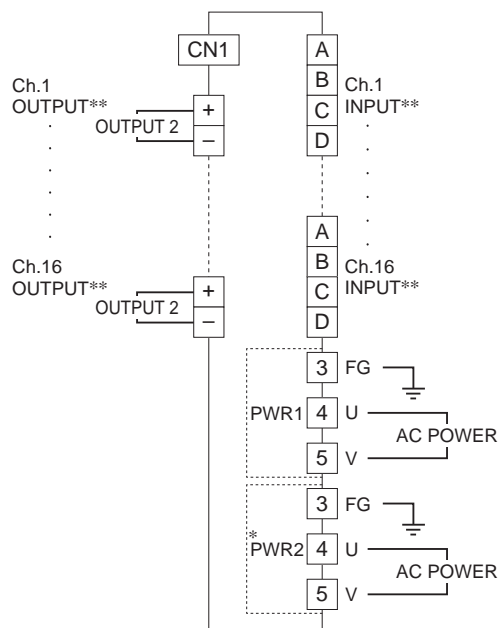 CN1
A
B
C
D
Ch.1
OUTPUT**
OUTPUT 2
+
–
Ch.1
INPUT**
A
B
C
D
Ch.16
OUTPUT**
OUTPUT 2
+
–
Ch.16
INPUT**
PWR1
3 FG
4 U
5 V
AC POWER
*
PWR2
3 FG
4 U
5 V
AC POWER